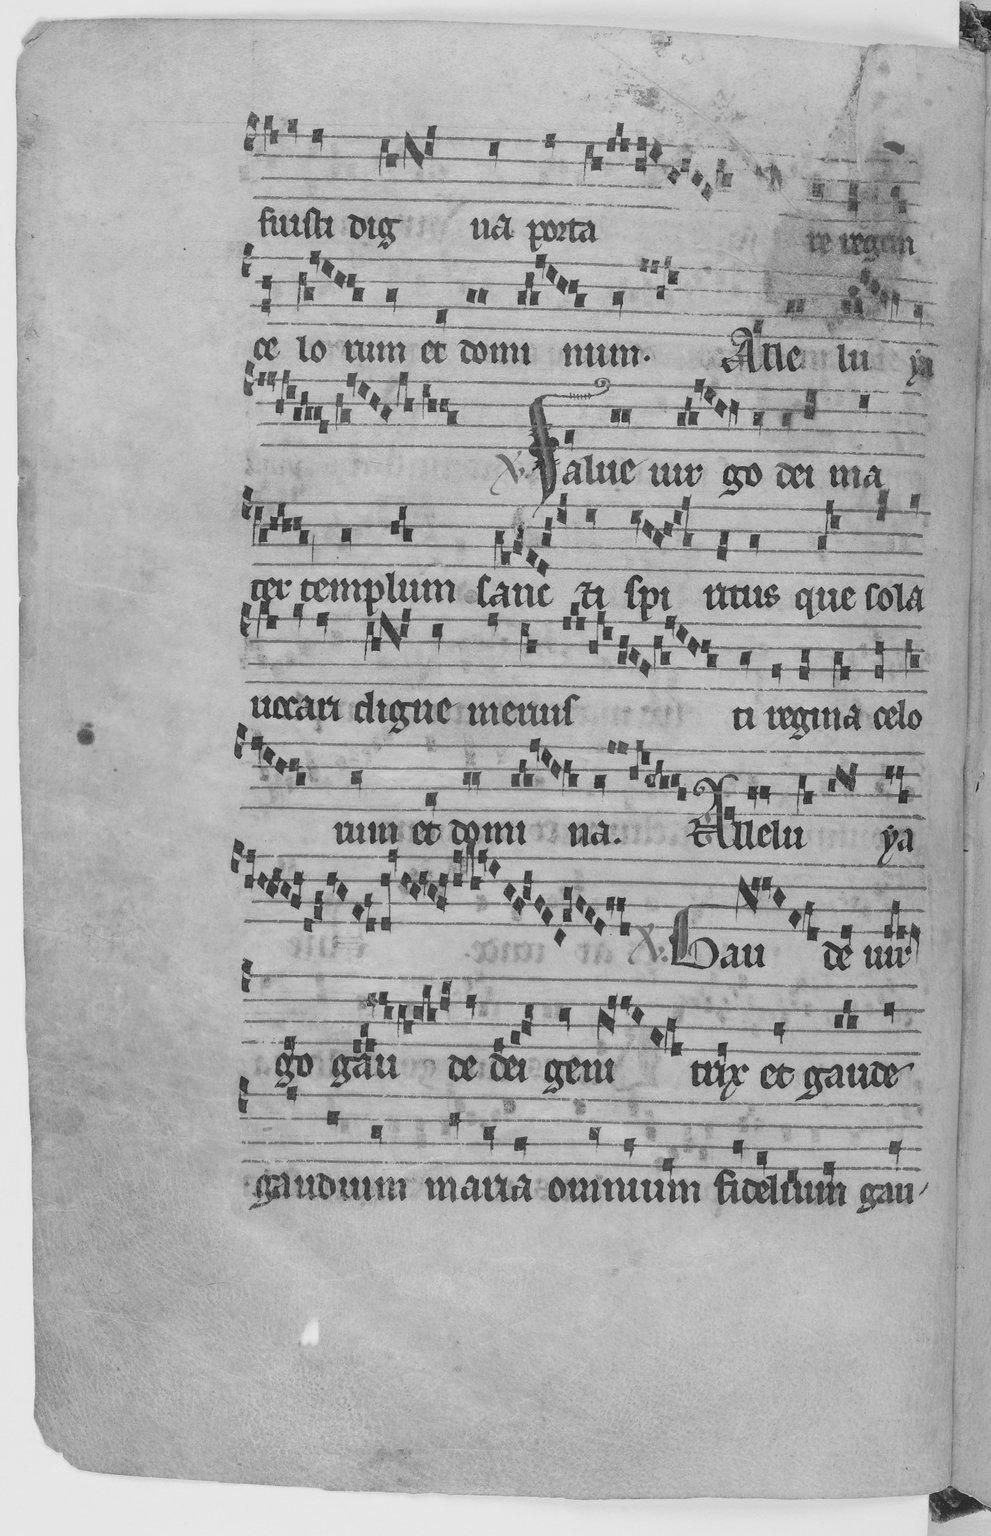 fuisti dig na porta re regem
ce lo rum et domi num. Alle lu ya
V. Salue uir go dei ma
ter templum sanc ti spi ritus que sola
uocari digne meruis ti regina celo
rum et domi na. Allelu ya
V. Gau de uir
go gau de dei geni trix et gaude
gaudium maria omnium fidelium gau